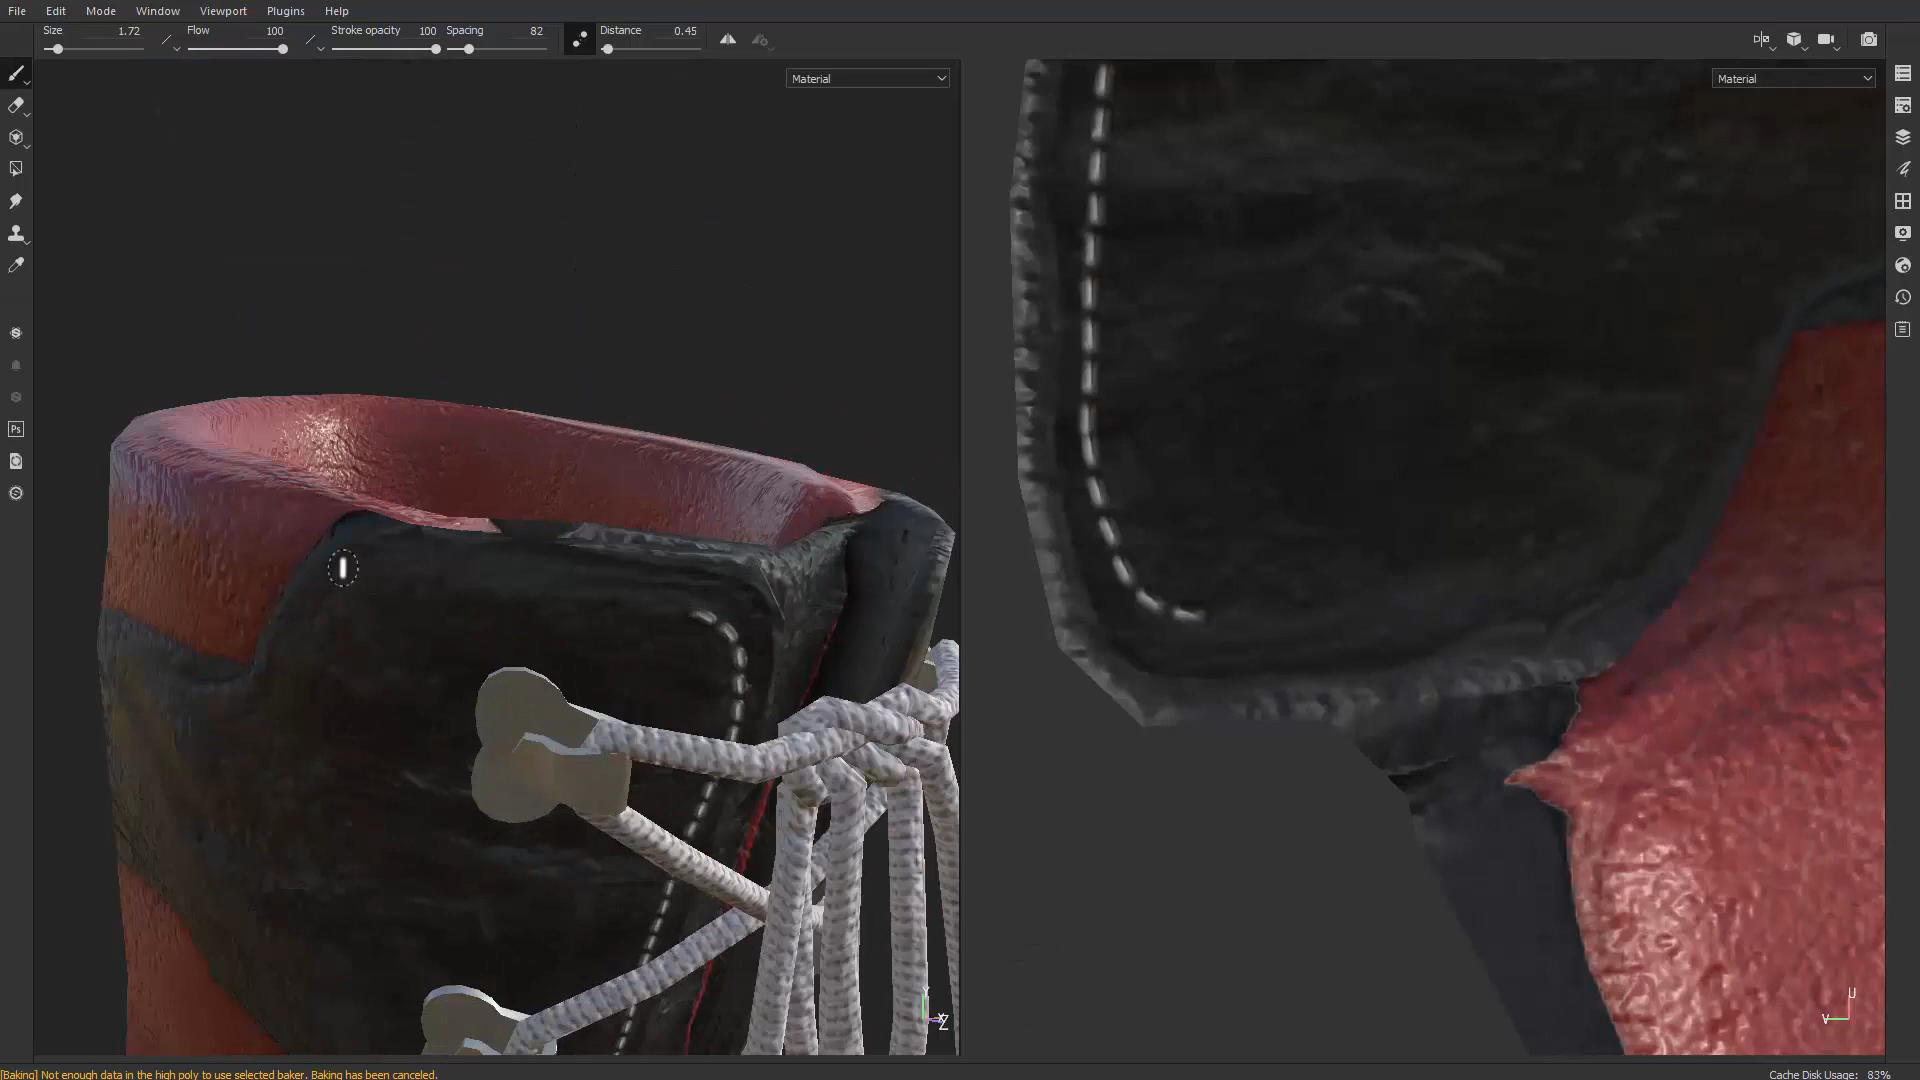 File Edit Mode Window Viewport Plugins Help
Size 1.72 Flow 100 Stroke opacity 100 Spacing 82 Distance 0.45
Material
Material
Ps
Y
X
Z
U
V
[Baking] Not enough data in the high poly to use selected baker. Baking has been canceled.
Cache Disk Usage: 83%